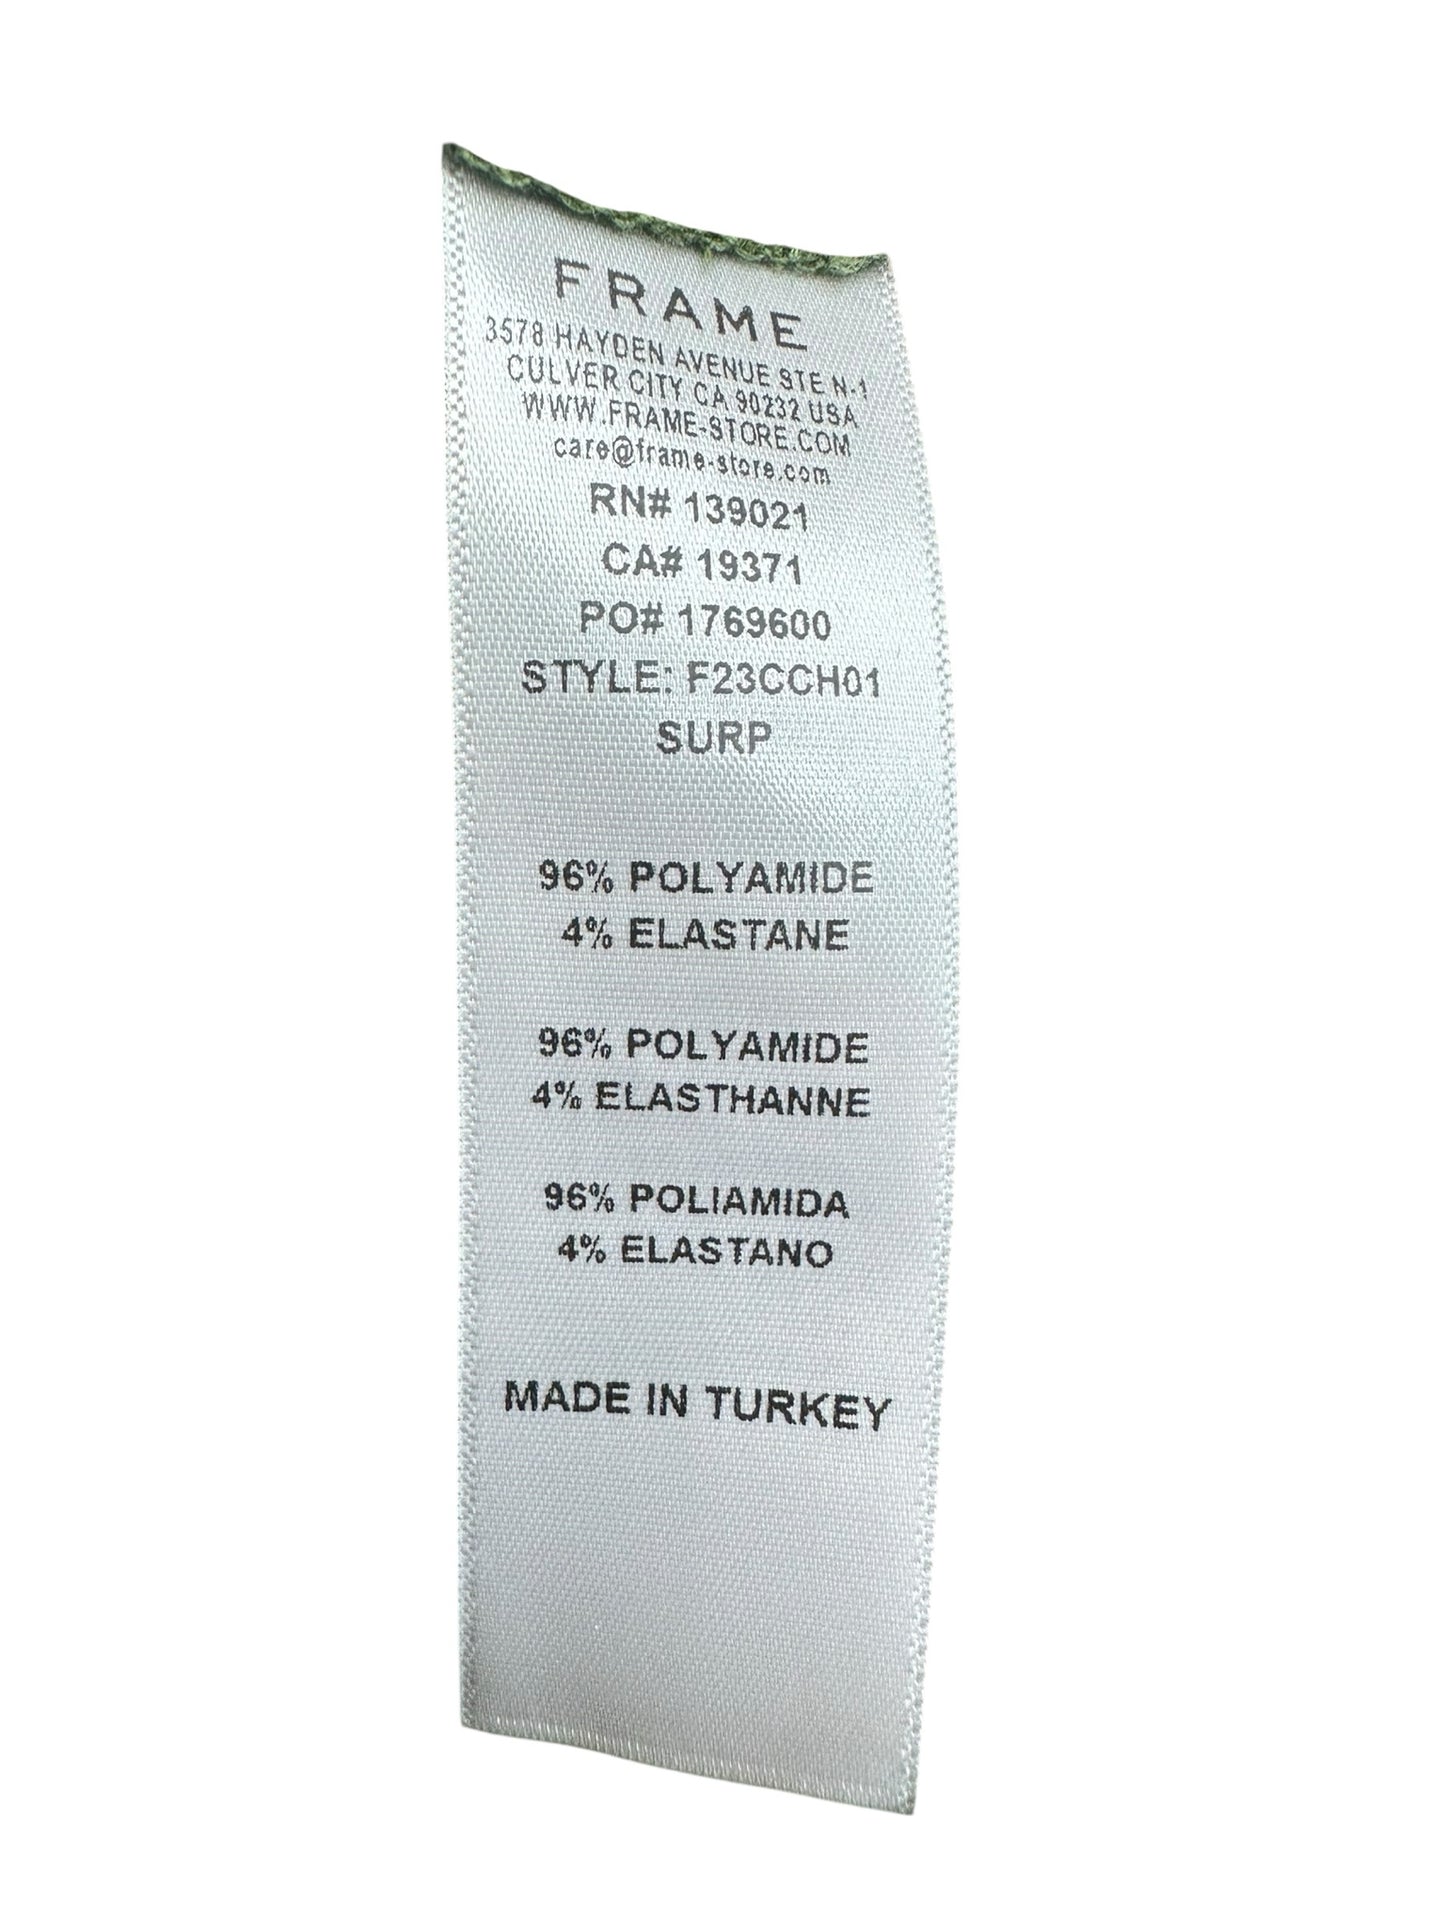 FRAME
3578 HAYDEN AVENUE STE N-1
CULVER CITY CA 90232 USA
WWW.FRAME-STORE.COM
care@frame-store.com
RN# 139021
CA# 19371
PO# 1769600
STYLE: F23CCH01
SURP
96% POLYAMIDE
4% ELASTANE
96% POLYAMIDE
4% ELASTHANNE
96% POLIAMIDA
4% ELASTANO
MADE IN TURKEY